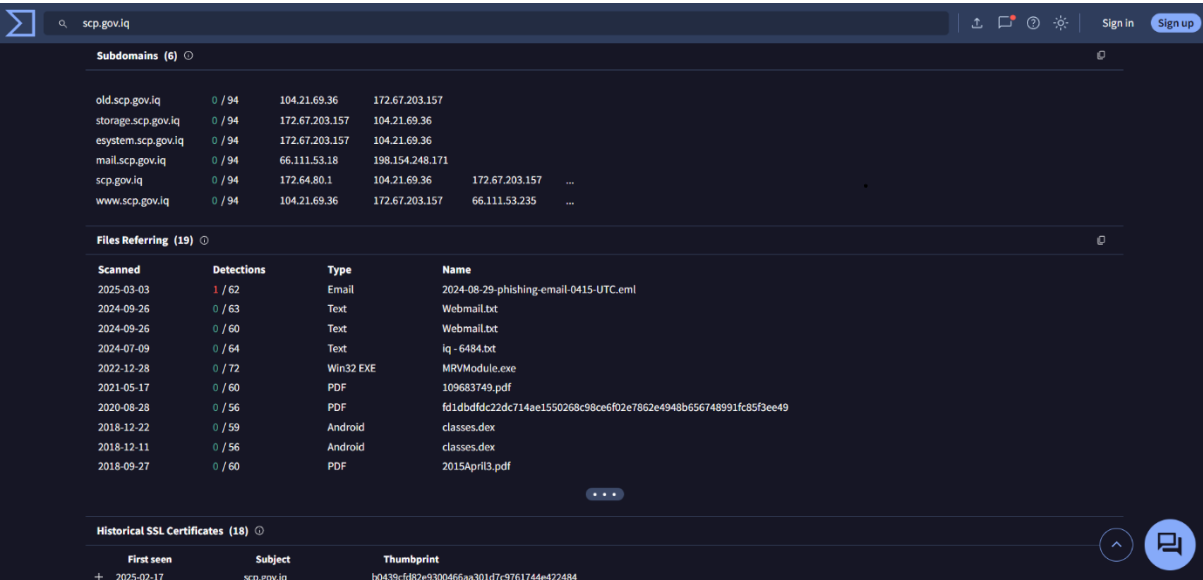 scp.gov.iq Sign in Sign up
Subdomains (6)
old.scp.gov.iq 0 / 94 104.21.69.36 172.67.203.157
storage.scp.gov.iq 0 / 94 172.67.203.157 104.21.69.36
esystem.scp.gov.iq 0 / 94 172.67.203.157 104.21.69.36
mail.scp.gov.iq 0 / 94 66.111.53.18 198.154.248.171
scp.gov.iq 0 / 94 172.64.80.1 104.21.69.36 172.67.203.157 ...
www.scp.gov.iq 0 / 94 104.21.69.36 172.67.203.157 66.111.53.235 ...
Files Referring (19)
Scanned Detections Type Name
2025-03-03 1 / 62 Email 2024-08-29-phishing-email-0415-UTC.eml
2024-09-26 0 / 63 Text Webmail.txt
2024-09-26 0 / 60 Text Webmail.txt
2024-07-09 0 / 64 Text iq - 6484.txt
2022-12-28 0 / 72 Win32 EXE MRVModule.exe
2021-05-17 0 / 60 PDF 109683749.pdf
2020-08-28 0 / 56 PDF fd1dbdfdc22dc714ae1550268c98ce6f02e7862e4948b656748991fc85f3ee49
2018-12-22 0 / 59 Android classes.dex
2018-12-11 0 / 56 Android classes.dex
2018-09-27 0 / 60 PDF 2015April3.pdf
Historical SSL Certificates (18)
First seen Subject Thumbprint
+ 2025-02-17 scp.gov.iq b0439cfd82e9300466aa301d7c9761744e422484